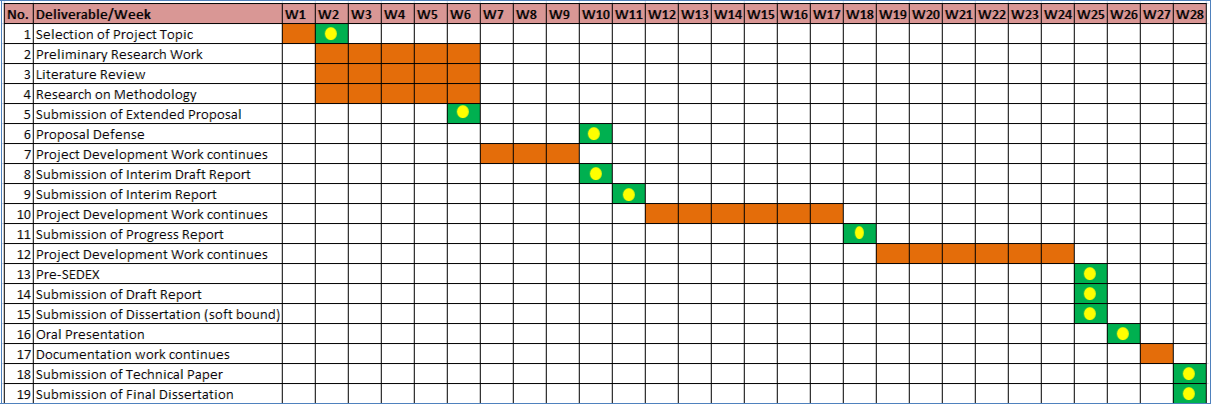 No. Deliverable/Week W1 W2 W3 W4 W5 W6 W7 W8 W9 W10 W11 W12 W13 W14 W15 W16 W17 W18 W19 W20 W21 W22 W23 W24 W25 W26 W27 W28
1 Selection of Project Topic
2 Preliminary Research Work
3 Literature Review
4 Research on Methodology
5 Submission of Extended Proposal
6 Proposal Defense
7 Project Development Work continues
8 Submission of Interim Draft Report
9 Submission of Interim Report
10 Project Development Work continues
11 Submission of Progress Report
12 Project Development Work continues
13 Pre-SEDEX
14 Submission of Draft Report
15 Submission of Dissertation (soft bound)
16 Oral Presentation
17 Documentation work continues
18 Submission of Technical Paper
19 Submission of Final Dissertation